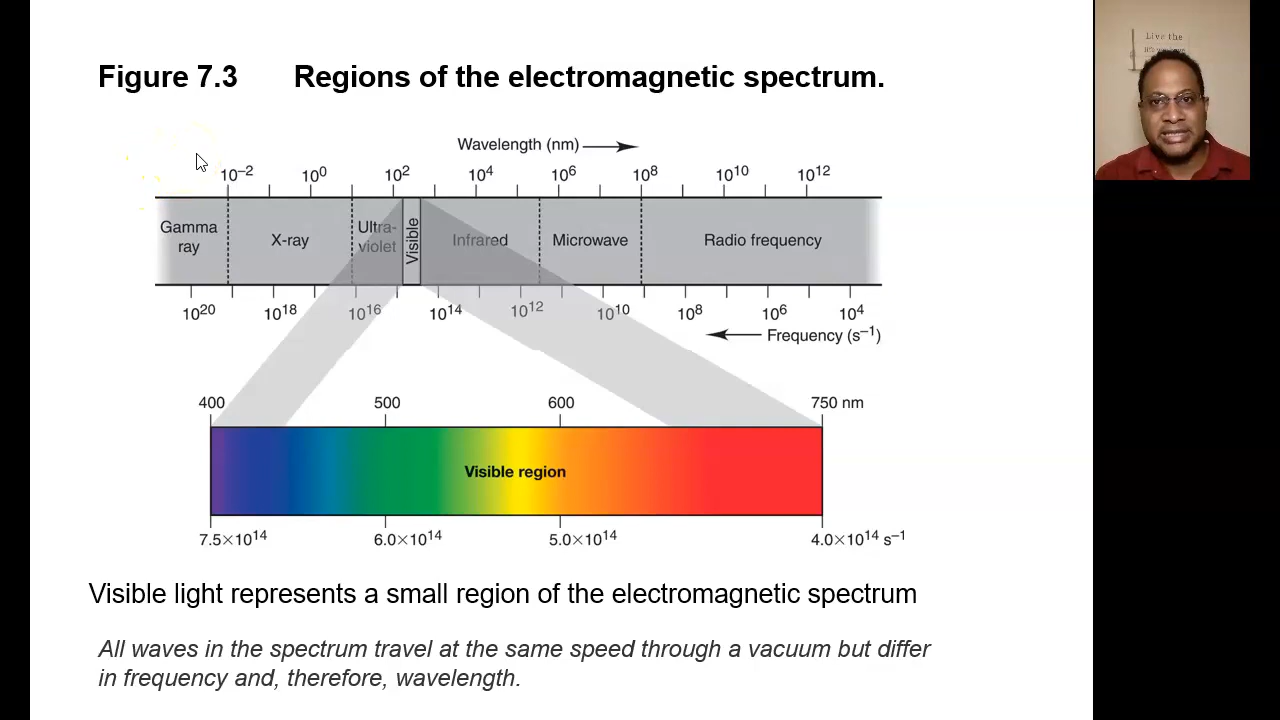 Live the
Figure 7.3 Regions of the electromagnetic spectrum.
Wavelength (nm)
10⁻² 10⁰ 10² 10⁴ 10⁶ 10⁸ 10¹⁰ 10¹²
Gamma ray
X-ray
Ultra-violet
Visible
Infrared
Microwave
Radio frequency
10²⁰ 10¹⁸ 10¹⁶ 10¹⁴ 10¹² 10¹⁰ 10⁸ 10⁶ 10⁴
Frequency (s⁻¹)
400 500 600 750 nm
Visible region
7.5×10¹⁴ 6.0×10¹⁴ 5.0×10¹⁴ 4.0×10¹⁴ s⁻¹
Visible light represents a small region of the electromagnetic spectrum
All waves in the spectrum travel at the same speed through a vacuum but differ
in frequency and, therefore, wavelength.